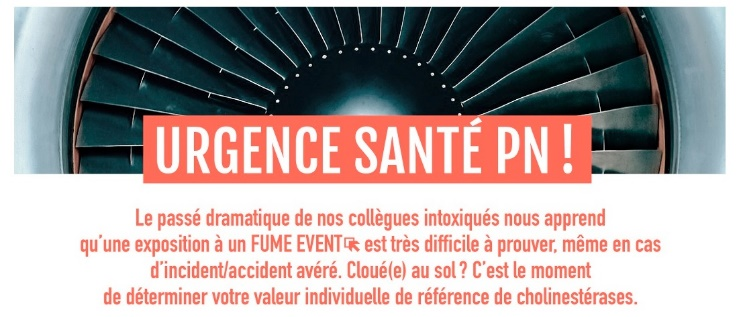 URGENCE SANTÉ PN !
Le passé dramatique de nos collègues intoxiqués nous apprend
qu'une exposition à un FUME EVENT est très difficile à prouver, même en cas
d'incident/accident avéré. Cloué(e) au sol ? C'est le moment
de déterminer votre valeur individuelle de référence de cholinestérases.